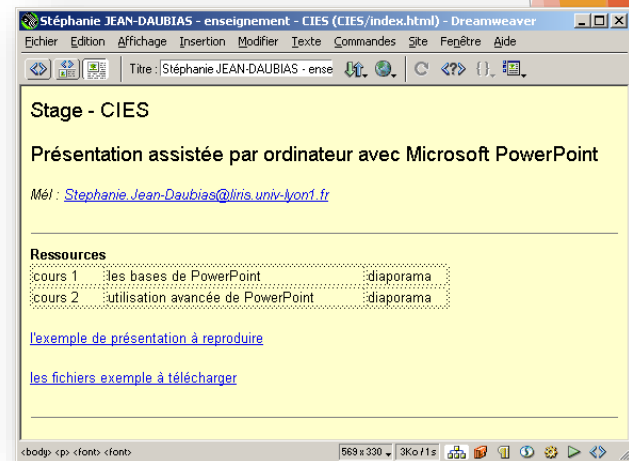 Stéphanie JEAN-DAUBIAS - enseignement - CIES (CIES/index.html) - Dreamweaver
Fichier Edition Affichage Insertion Modifier Texte Commandes Site Fenêtre Aide
Titre : Stéphanie JEAN-DAUBIAS - ense
Stage - CIES
Présentation assistée par ordinateur avec Microsoft PowerPoint
Mél : Stephanie.Jean-Daubias@liris.univ-lyon1.fr
Ressources
cours 1 les bases de PowerPoint diaporama
cours 2 utilisation avancée de PowerPoint diaporama
l'exemple de présentation à reproduire
les fichiers exemple à télécharger
<body> <p> <font> <font> 569 x 330 3Ko / 1 s